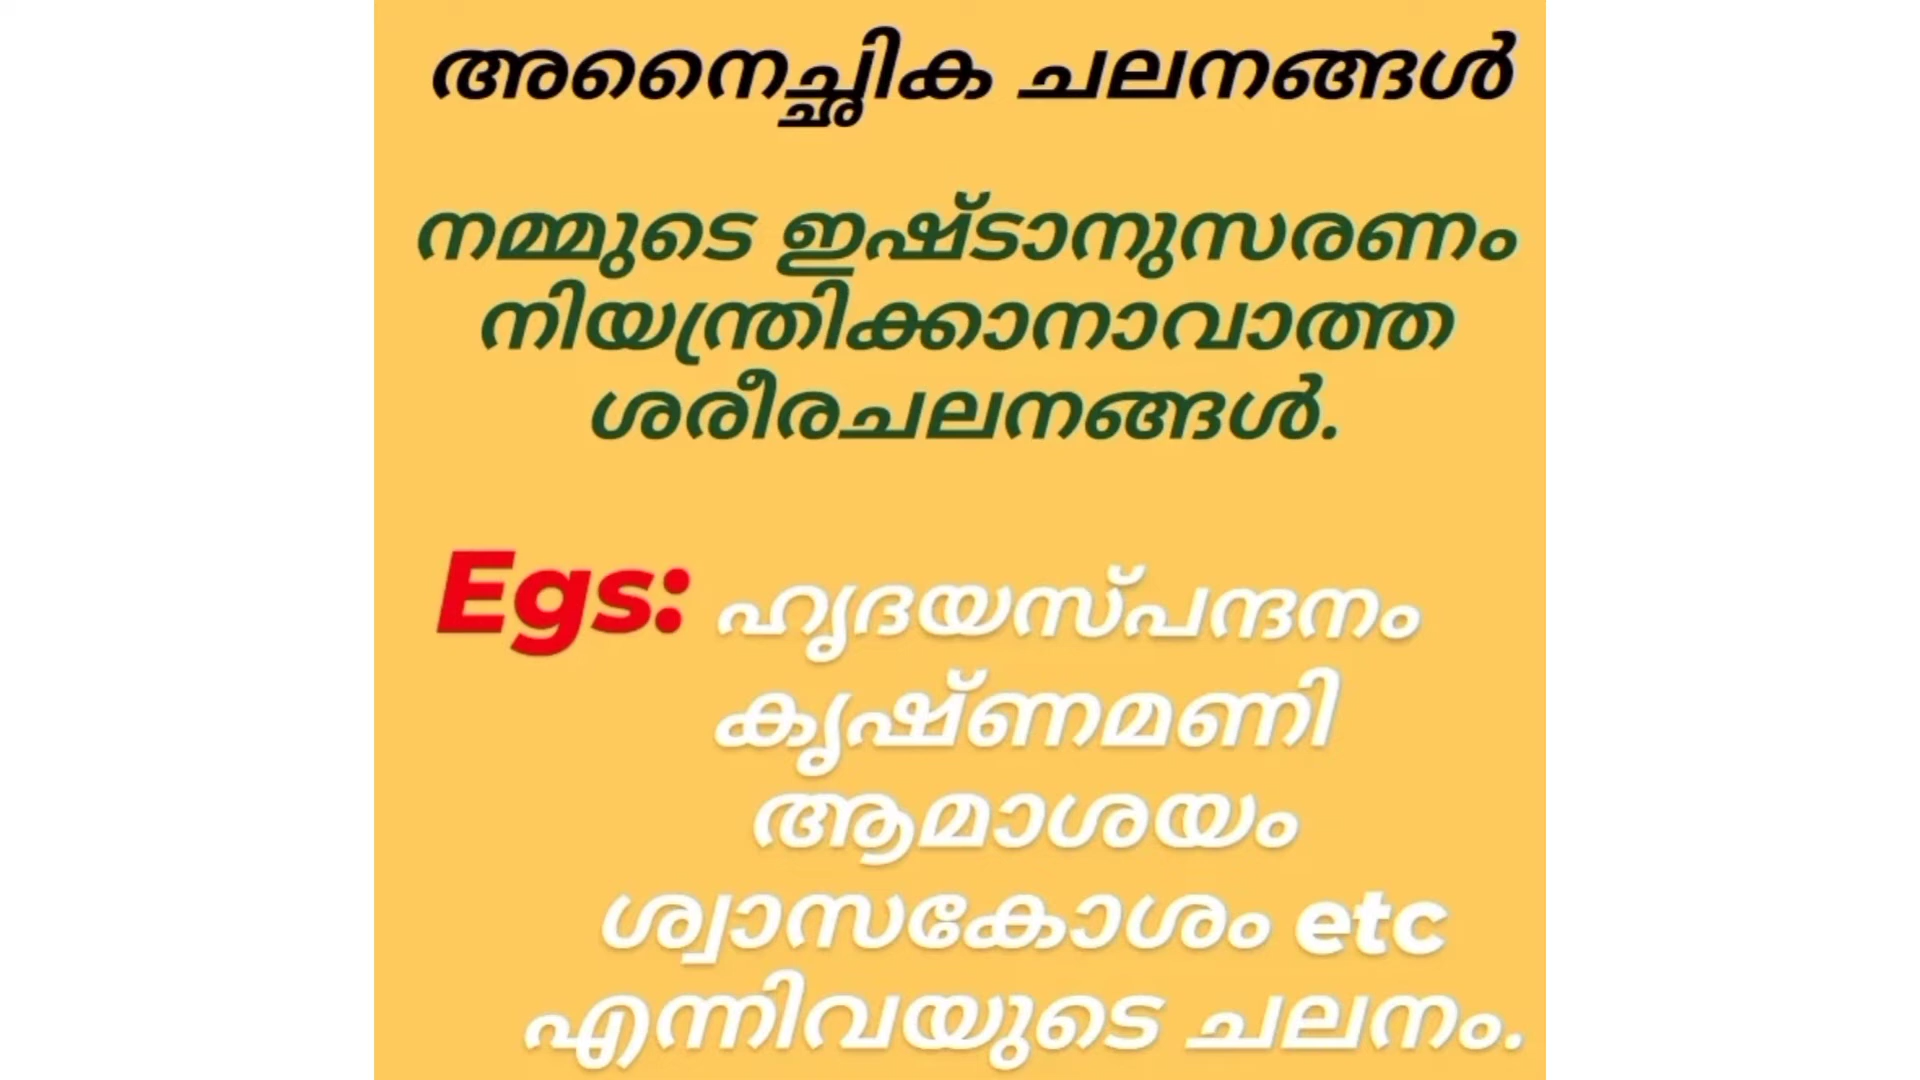 അനൈച്ഛിക ചലനങ്ങൾ
നമ്മുടെ ഇഷ്ടാനുസരണം
നിയന്ത്രിക്കാനാവാത്ത
ശരീരചലനങ്ങൾ.
Egs: ഹൃദയസ്പന്ദനം
കൃഷ്ണമണി
ആമാശയം
ശ്വാസകോശം etc
എന്നിവയുടെ ചലനം.